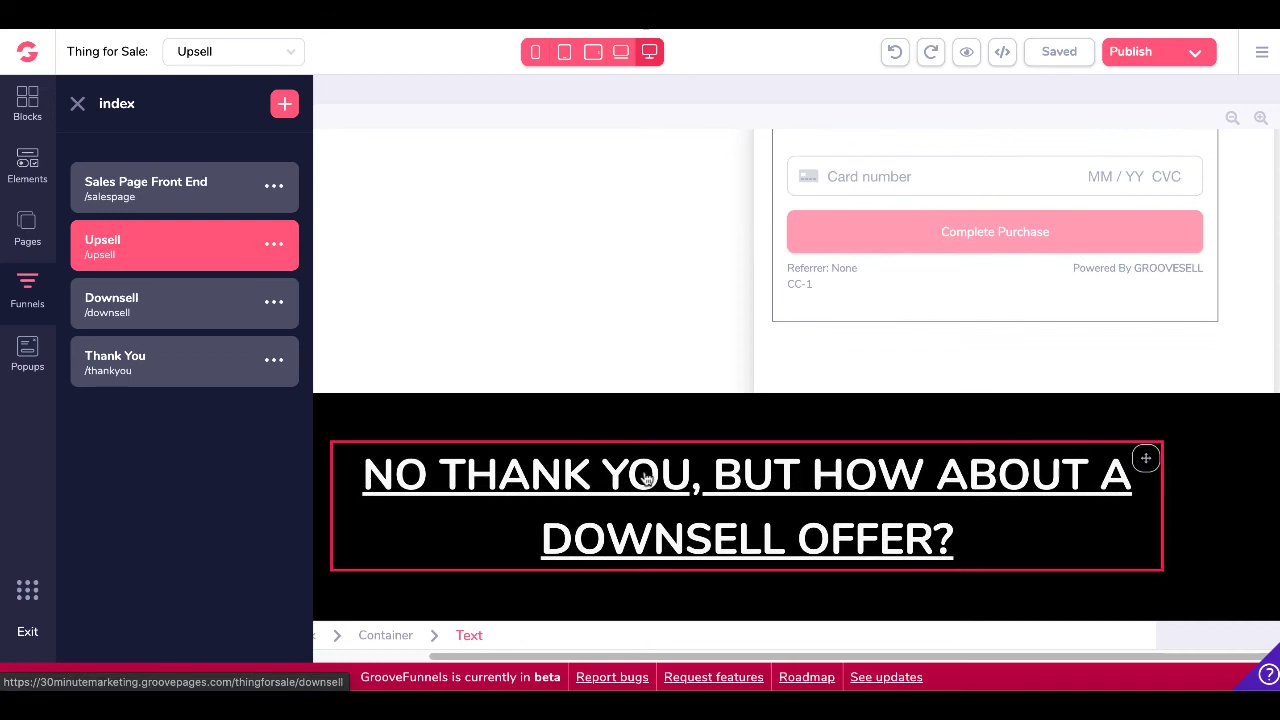 Thing for Sale:
Upsell
Saved
Publish
Blocks
Elements
Pages
Funnels
Popups
Exit
index
Sales Page Front End
/salespage
Upsell
/upsell
Downsell
/downsell
Thank You
/thankyou
Card number
MM / YY CVC
Complete Purchase
Referrer: None
Powered By GROOVESELL
CC-1
NO THANK YOU, BUT HOW ABOUT A
DOWNSELL OFFER?
Container
Text
https://30minutemarketing.groovepages.com/thingforsale/downsell
GrooveFunnels is currently in beta
Report bugs
Request features
Roadmap
See updates